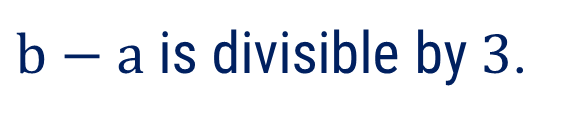 b − a is divisible by 3.